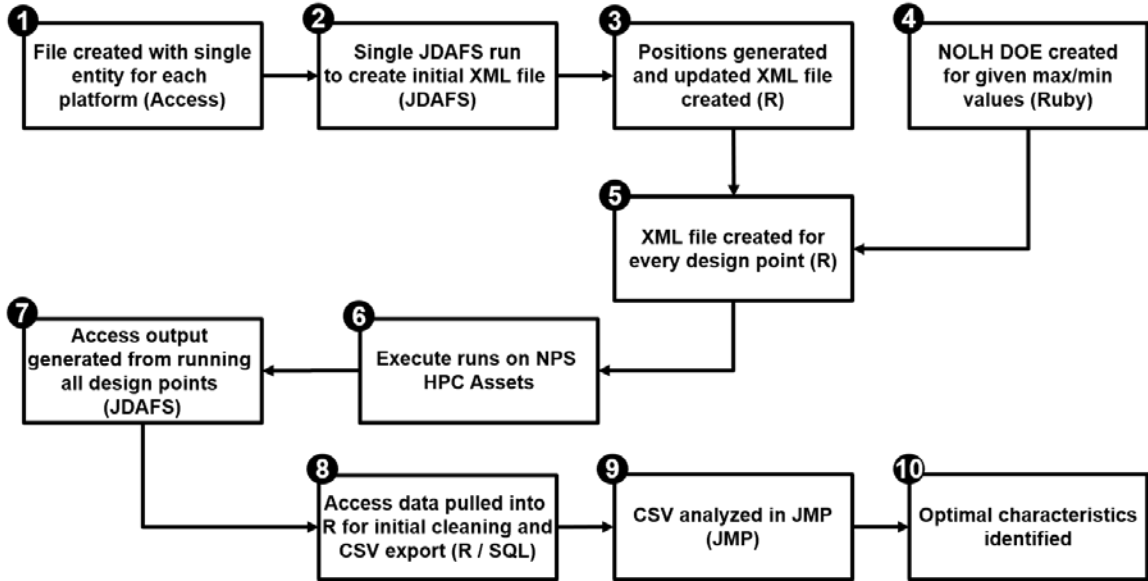 1
File created with single
entity for each
platform (Access)
2
Single JDAFS run
to create initial XML file
(JDAFS)
3
Positions generated
and updated XML file
created (R)
4
NOLH DOE created
for given max/min
values (Ruby)
5
XML file created for
every design point (R)
6
Execute runs on NPS
HPC Assets
7
Access output
generated from running
all design points
(JDAFS)
8
Access data pulled into
R for initial cleaning and
CSV export (R / SQL)
9
CSV analyzed in JMP
(JMP)
10
Optimal characteristics
identified